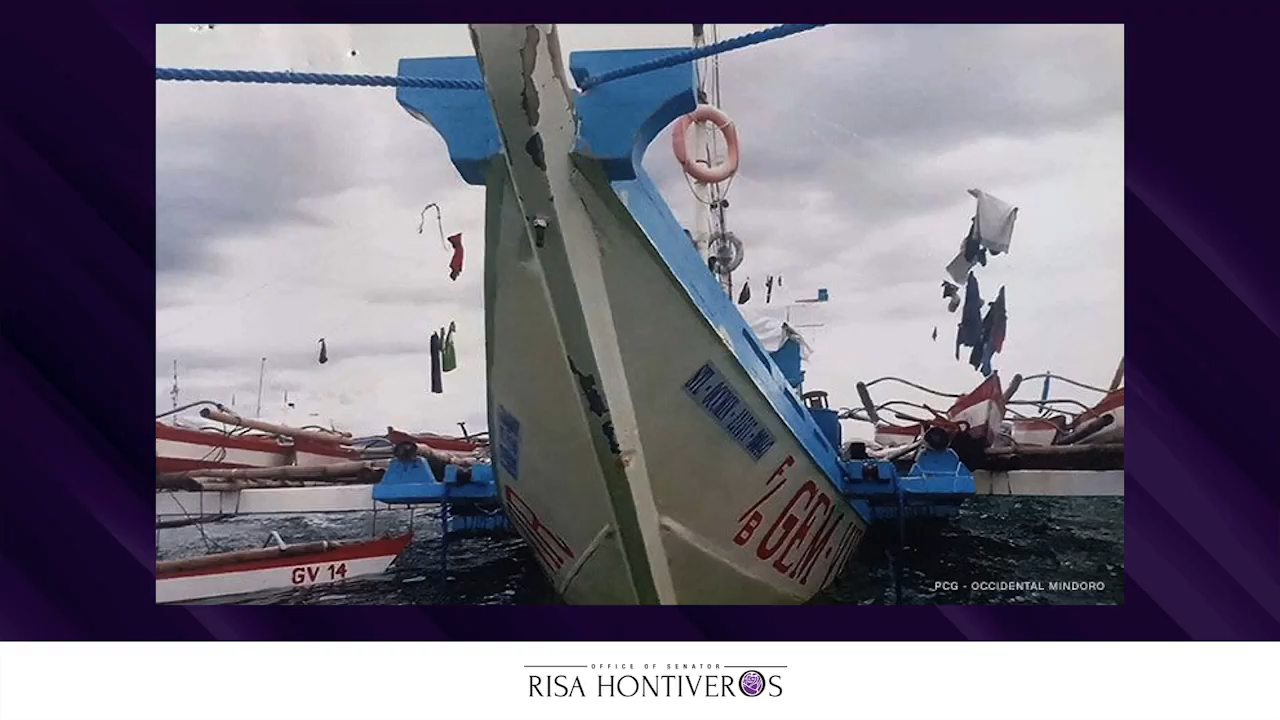 F/B GEM-V
GV 14
PCG - OCCIDENTAL MINDORO
OFFICE OF SENATOR
RISA HONTIVEROS